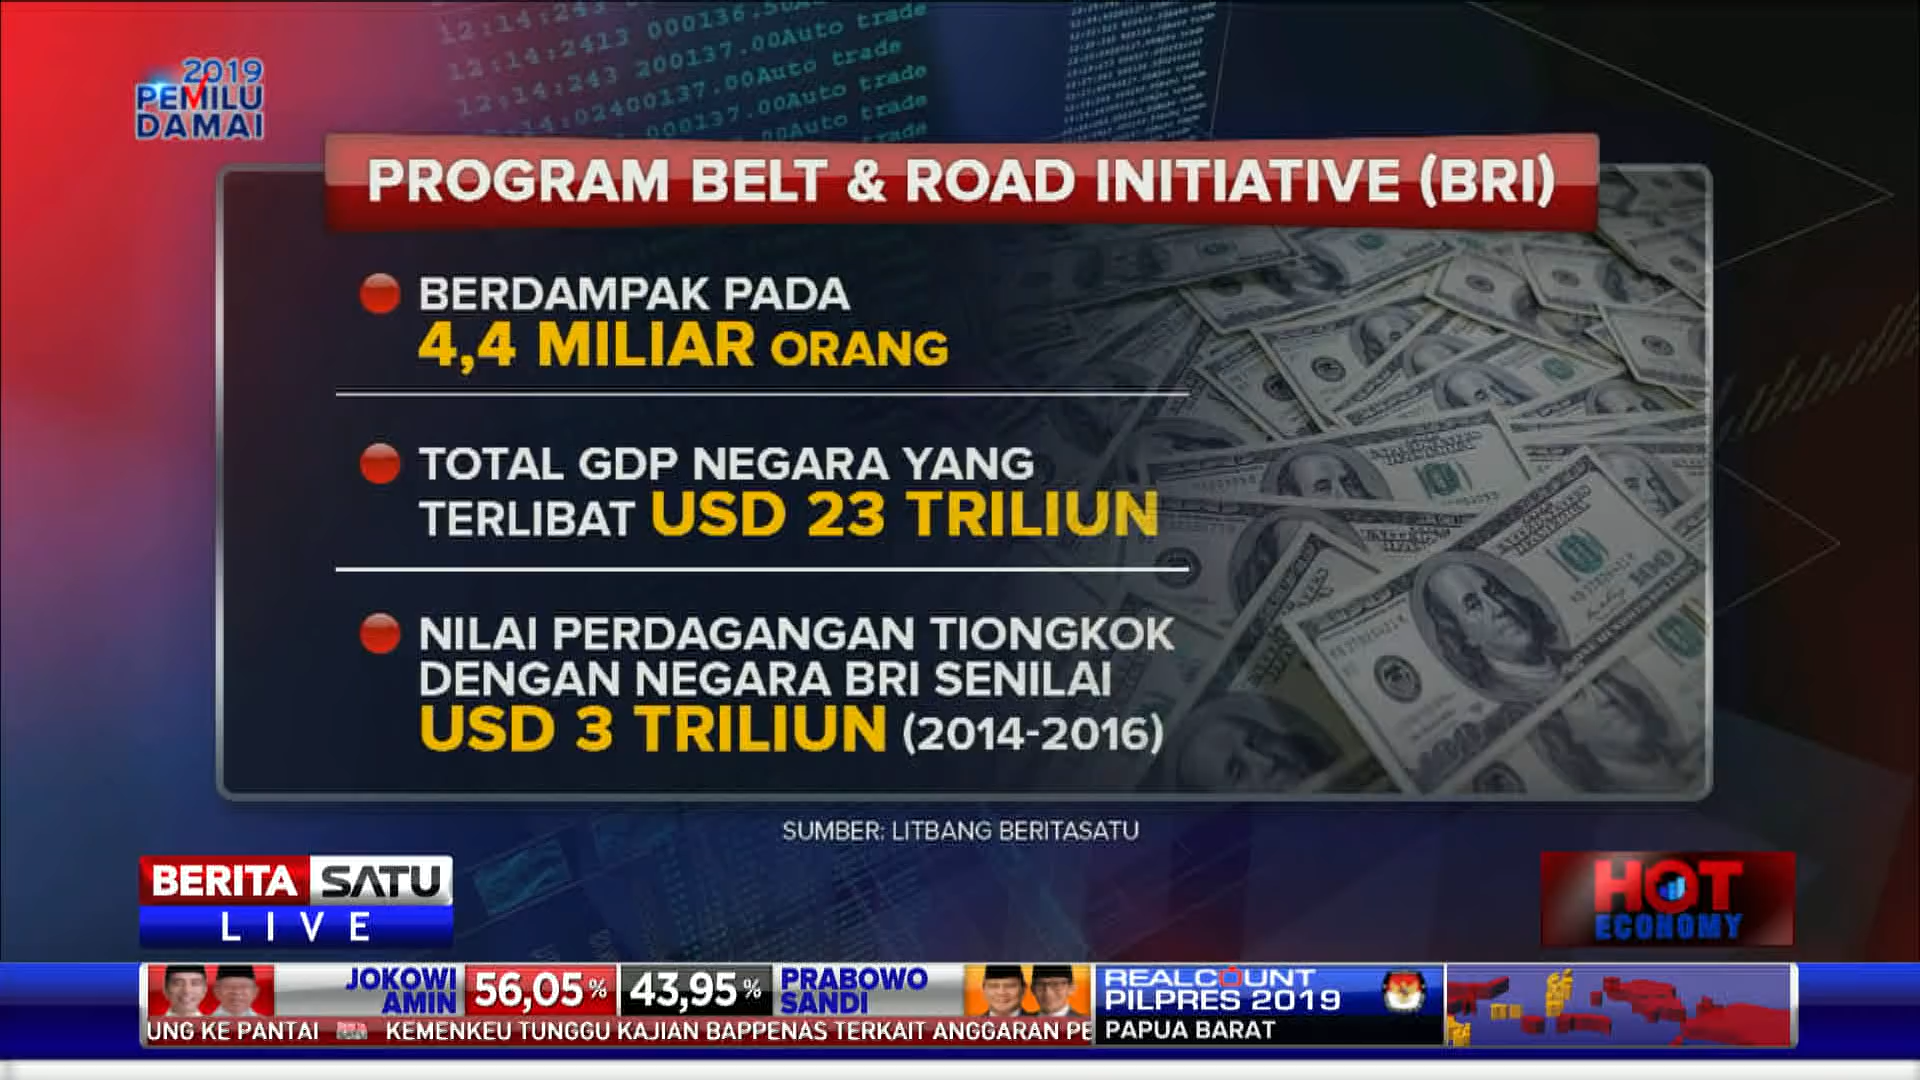 2019
PEMILU
DAMAI
PROGRAM BELT & ROAD INITIATIVE (BRI)
BERDAMPAK PADA
4,4 MILIAR ORANG
TOTAL GDP NEGARA YANG
TERLIBAT USD 23 TRILIUN
NILAI PERDAGANGAN TIONGKOK
DENGAN NEGARA BRI SENILAI
USD 3 TRILIUN (2014-2016)
SUMBER: LITBANG BERITASATU
BERITA SATU
LIVE
HOT
ECONOMY
JOKOWI
AMIN
56,05%
43,95%
PRABOWO
SANDI
REALCOUNT
PILPRES 2019
PAPUA BARAT
UNG KE PANTAI KEMENKEU TUNGGU KAJIAN BAPPENAS TERKAIT ANGGARAN PE